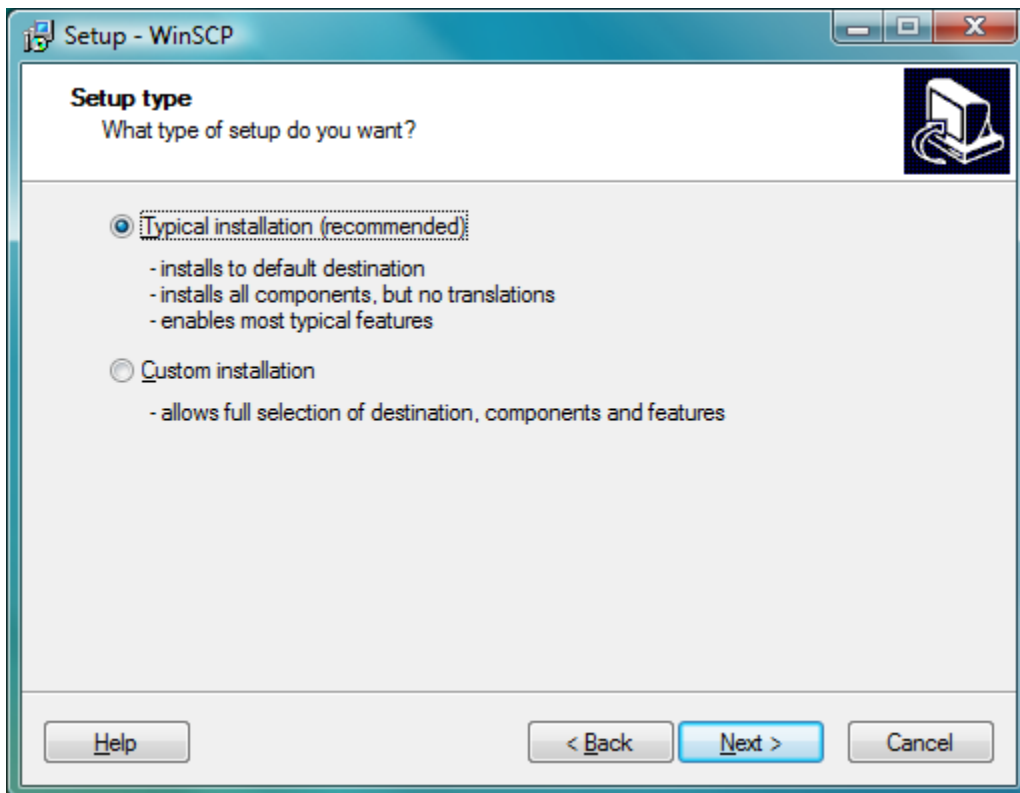 Setup - WinSCP
Setup type
What type of setup do you want?
Typical installation (recommended)
- installs to default destination
- installs all components, but no translations
- enables most typical features
Custom installation
- allows full selection of destination, components and features
Help
< Back
Next >
Cancel